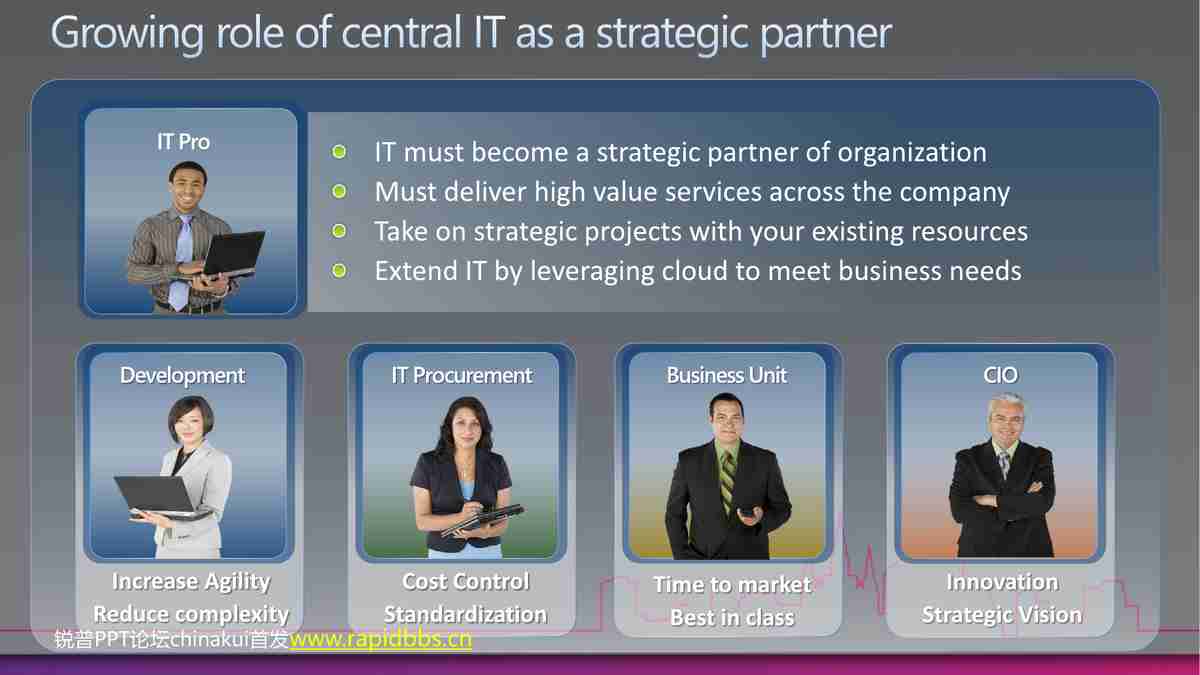 Growing role of central IT as a strategic partner
IT Pro
IT must become a strategic partner of organization
Must deliver high value services across the company
Take on strategic projects with your existing resources
Extend IT by leveraging cloud to meet business needs
Development
Increase Agility
Reduce complexity
IT Procurement
Cost Control
Standardization
Business Unit
Time to market
Best in class
CIO
Innovation
Strategic Vision
锐普PPT论坛chinakui首发www.rapidbbs.cn